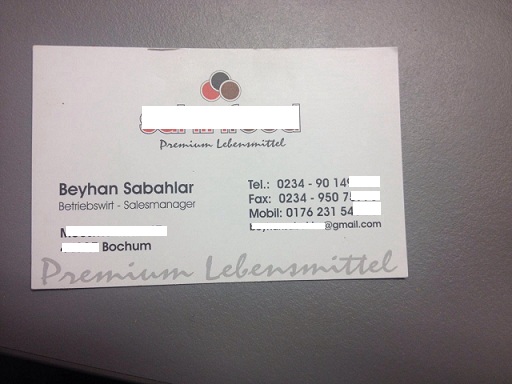 Premium Lebensmittel
Beyhan Sabahlar
Betriebswirt - Salesmanager
Bochum
Tel.: 0234 - 90 14
Fax: 0234 - 950 7
Mobil: 0176 231 54
@gmail.com
Premium Lebensmittel